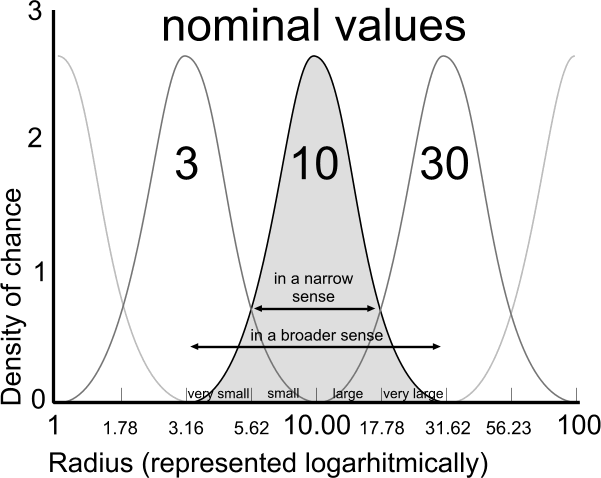 nominal values
3
2
1
0
Density of chance
3
10
30
in a narrow
sense
in a broader sense
very small
small
large
very large
1
1.78
3.16
5.62
10.00
17.78
31.62
56.23
100
Radius (represented logarhitmically)